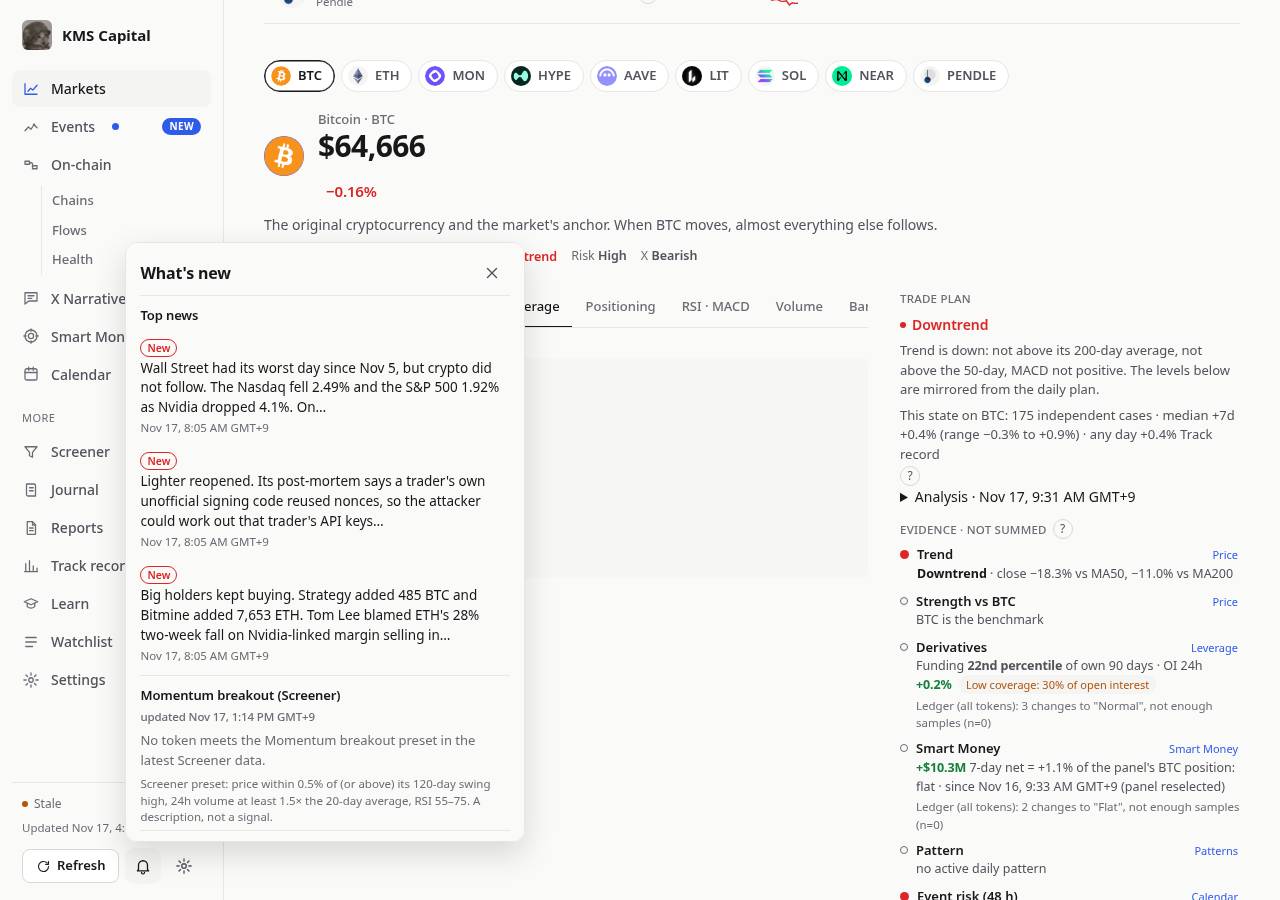 Pendle
KMS Capital
Markets
Events
NEW
On-chain
Chains
Flows
Health
X Narrative
Smart Mon
Calendar
MORE
Screener
Journal
Reports
Track recor
Learn
Watchlist
Settings
Stale
Updated Nov 17, 4:
Refresh
BTC
ETH
MON
HYPE
AAVE
LIT
SOL
NEAR
PENDLE
Bitcoin · BTC
$64,666
−0.16%
The original cryptocurrency and the market's anchor. When BTC moves, almost everything else follows.
trend Risk High X Bearish
erage Positioning RSI · MACD Volume Bar
What's new
Top news
New
Wall Street had its worst day since Nov 5, but crypto did
not follow. The Nasdaq fell 2.49% and the S&P 500 1.92%
as Nvidia dropped 4.1%. On…
Nov 17, 8:05 AM GMT+9
New
Lighter reopened. Its post-mortem says a trader's own
unofficial signing code reused nonces, so the attacker
could work out that trader's API keys…
Nov 17, 8:05 AM GMT+9
New
Big holders kept buying. Strategy added 485 BTC and
Bitmine added 7,653 ETH. Tom Lee blamed ETH's 28%
two-week fall on Nvidia-linked margin selling in…
Nov 17, 8:05 AM GMT+9
Momentum breakout (Screener)
updated Nov 17, 1:14 PM GMT+9
No token meets the Momentum breakout preset in the
latest Screener data.
Screener preset: price within 0.5% of (or above) its 120-day swing
high, 24h volume at least 1.5× the 20-day average, RSI 55–75. A
description, not a signal.
TRADE PLAN
Downtrend
Trend is down: not above its 200-day average, not
above the 50-day, MACD not positive. The levels below
are mirrored from the daily plan.
This state on BTC: 175 independent cases · median +7d
+0.4% (range −0.3% to +0.9%) · any day +0.4% Track
record
?
Analysis · Nov 17, 9:31 AM GMT+9
EVIDENCE · NOT SUMMED ?
Trend Price
Downtrend · close −18.3% vs MA50, −11.0% vs MA200
Strength vs BTC Price
BTC is the benchmark
Derivatives Leverage
Funding 22nd percentile of own 90 days · OI 24h
+0.2% Low coverage: 30% of open interest
Ledger (all tokens): 3 changes to "Normal", not enough
samples (n=0)
Smart Money Smart Money
+$10.3M 7-day net = +1.1% of the panel's BTC position:
flat · since Nov 16, 9:33 AM GMT+9 (panel reselected)
Ledger (all tokens): 2 changes to "Flat", not enough samples
(n=0)
Pattern Patterns
no active daily pattern
Event risk (48 h) Calendar